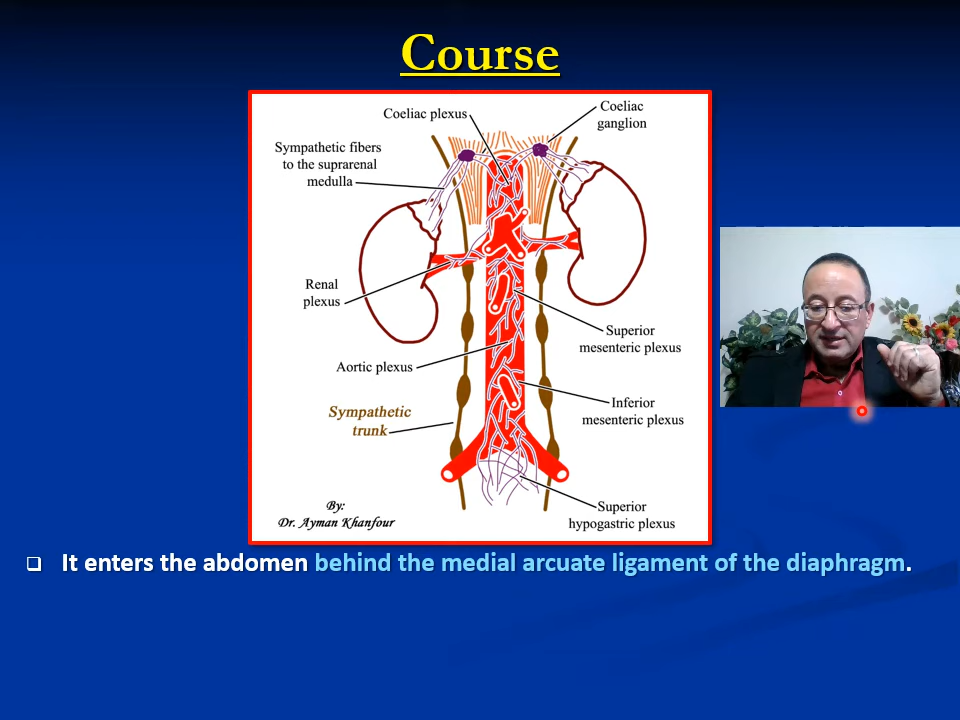 Course
Coeliac plexus
Coeliac
ganglion
Sympathetic fibers
to the suprarenal
medulla
Renal
plexus
Superior
mesenteric plexus
Aortic plexus
Inferior
mesenteric plexus
Sympathetic
trunk
Superior
hypogastric plexus
By:
Dr. Ayman Khanfour
It enters the abdomen behind the medial arcuate ligament of the diaphragm.